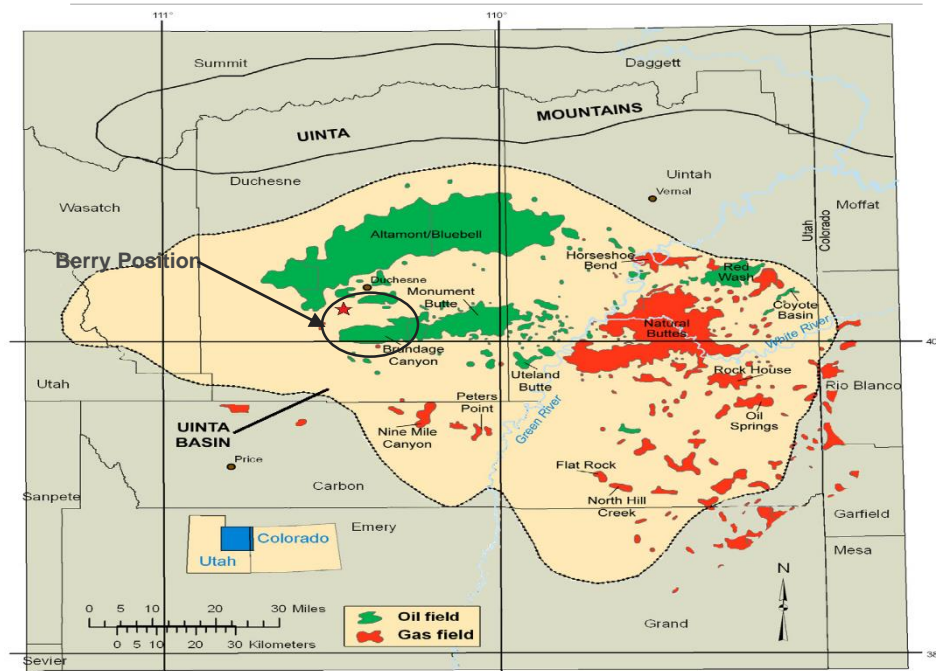 111°
110°
Summit
Daggett
MOUNTAINS
UINTA
Duchesne
Uintah
Vernal
Wasatch
Moffat
Utah
Colorado
Altamont/Bluebell
Berry Position
Horseshoe
Bend
Red
Wash
Duchesne
Monument
Butte
Coyote
Basin
Natural
Buttes
White River
Brundage
Canyon
40
Uteland
Butte
Rock House
Utah
Rio Blanco
Peters
Point
Oil
Springs
Green River
UINTA
BASIN
Nine Mile
Canyon
Price
Flat Rock
Carbon
North Hill
Creek
Sanpete
Emery
Garfield
Colorado
Utah
Mesa
N
0 5 10 20 30 Miles
0 5 10 20 30 Kilometers
Oil field
Gas field
Grand
Sevier
38